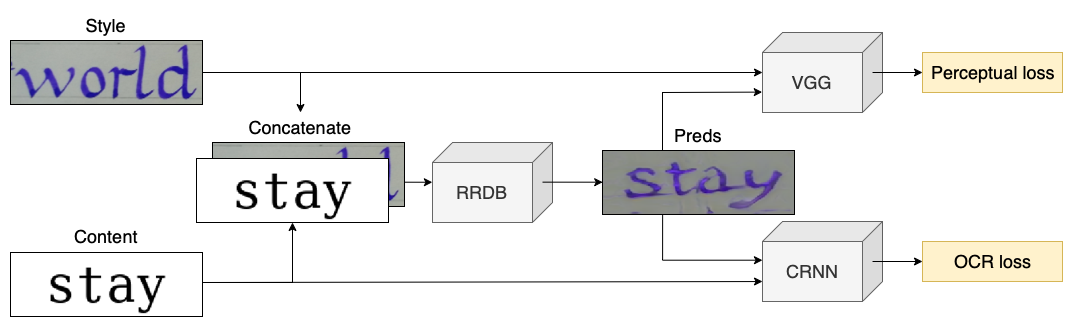 Style
world
VGG
Perceptual loss
Concatenate
stay
RRDB
Preds
stay
Content
stay
CRNN
OCR loss